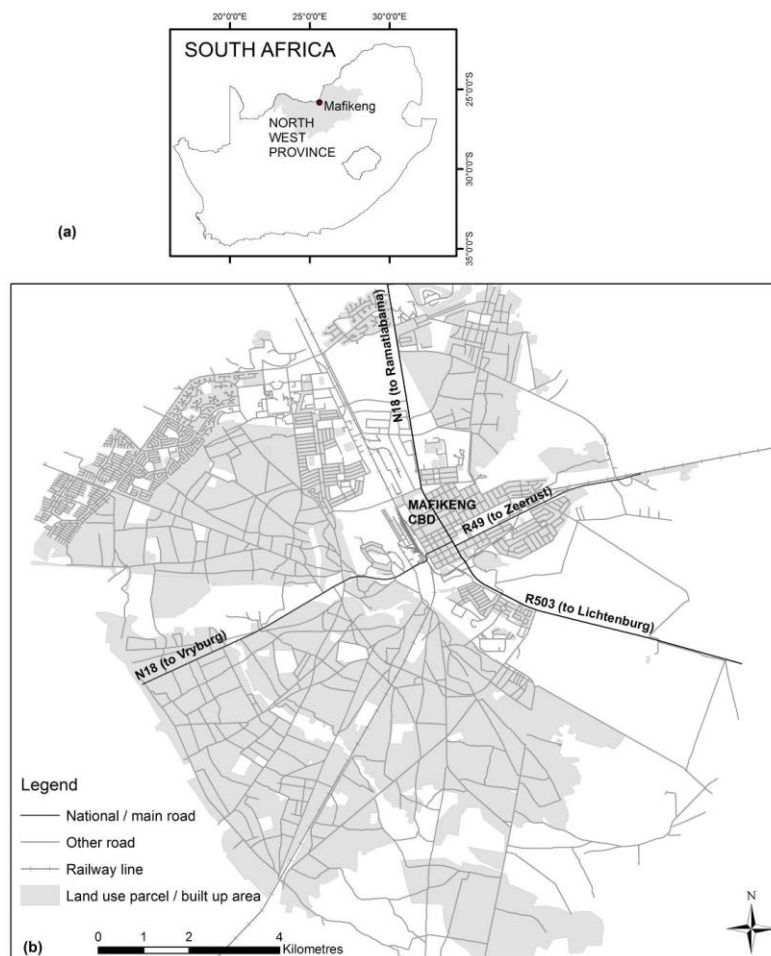 20°0'0"E 25°0'0"E 30°0'0"E
SOUTH AFRICA
25°0'0"S
Mafikeng
NORTH
WEST
PROVINCE
30°0'0"S
35°0'0"S
(a)
N18 (to Ramatlabama)
MAFIKENG
CBD
R49 (to Zeerust)
R503 (to Lichtenburg)
N18 (to Vryburg)
Legend
National / main road
Other road
Railway line
Land use parcel / built up area
N
(b)
0 1 2 4
Kilometres